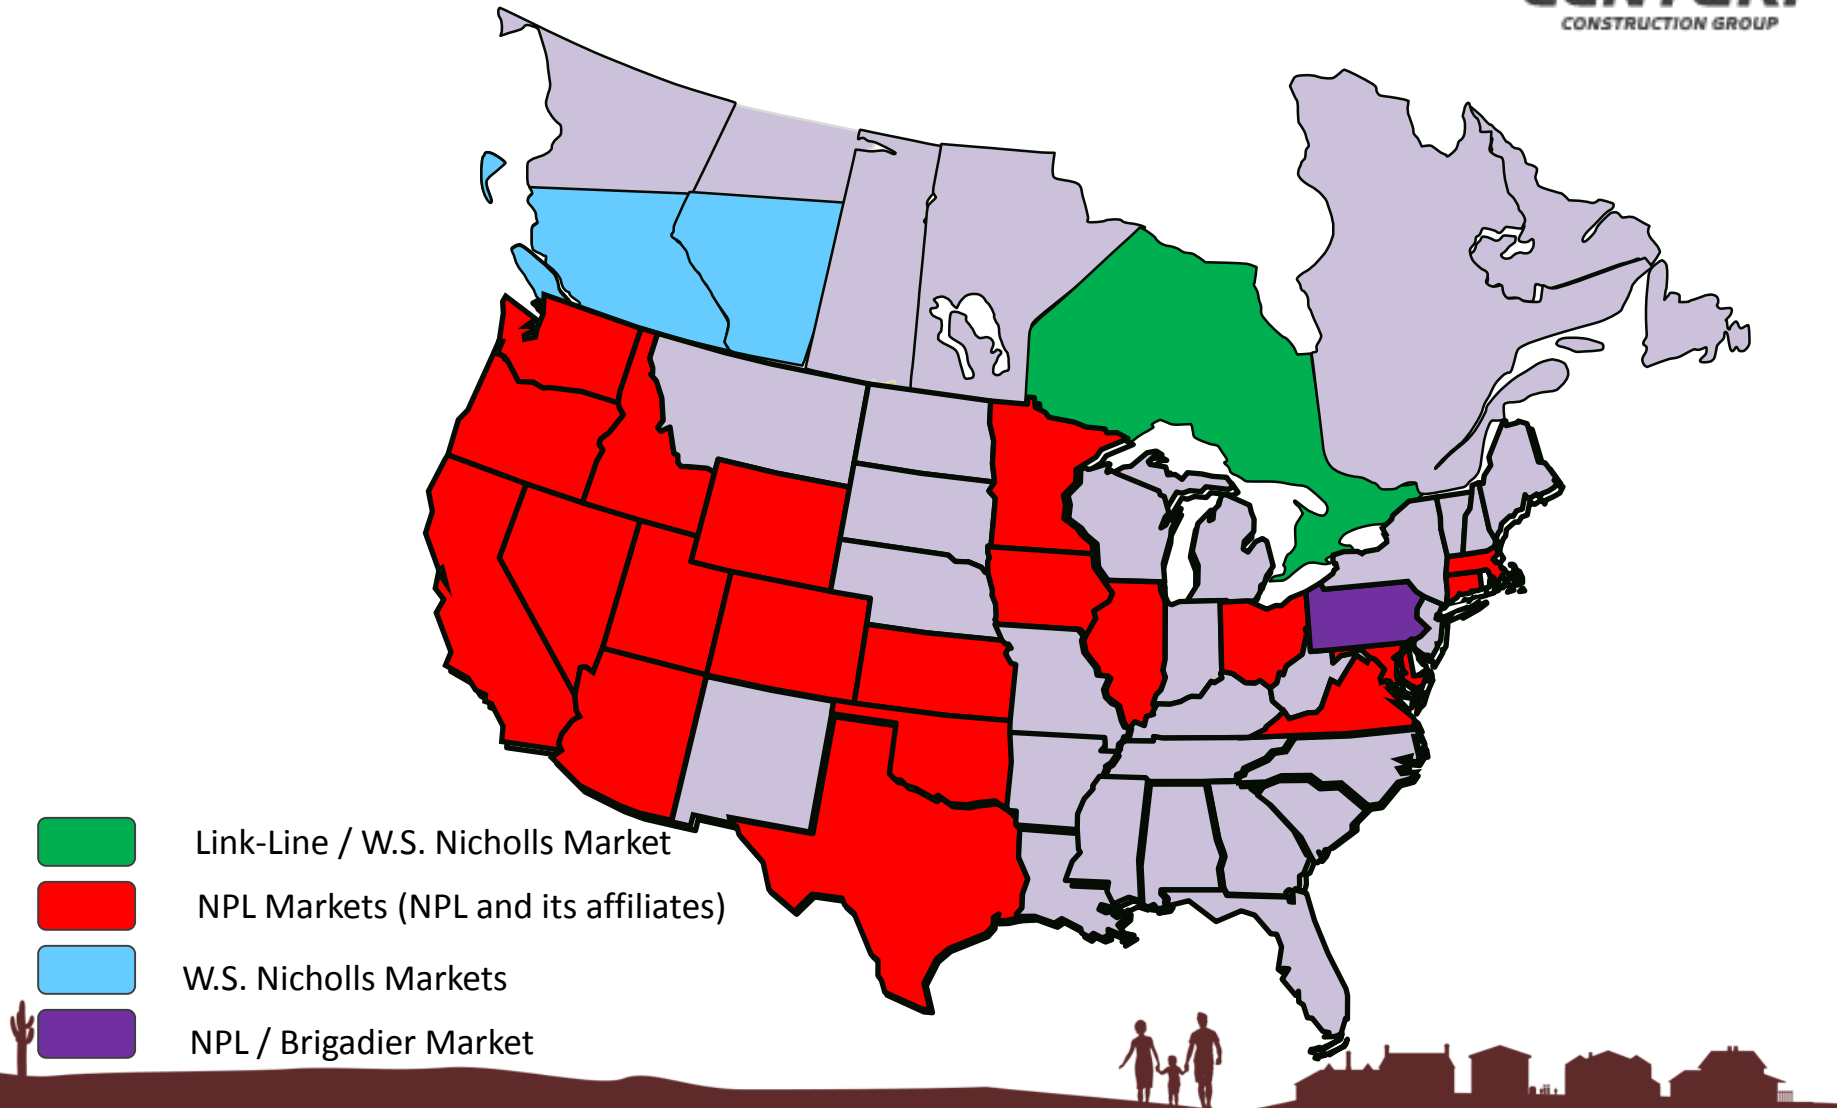 CONSTRUCTION GROUP
Link-Line / W.S. Nicholls Market
NPL Markets (NPL and its affiliates)
W.S. Nicholls Markets
NPL / Brigadier Market